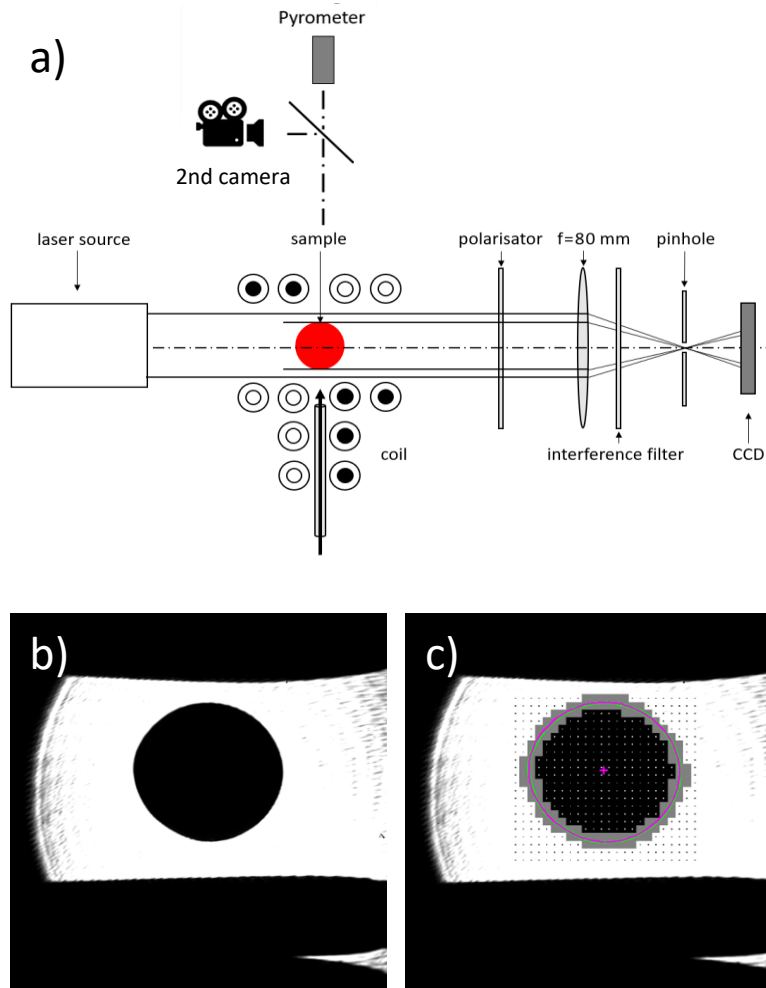 Pyrometer
a)
2nd camera
laser source
sample
polarisator
f=80 mm
pinhole
coil
interference filter
CCD
b)
c)